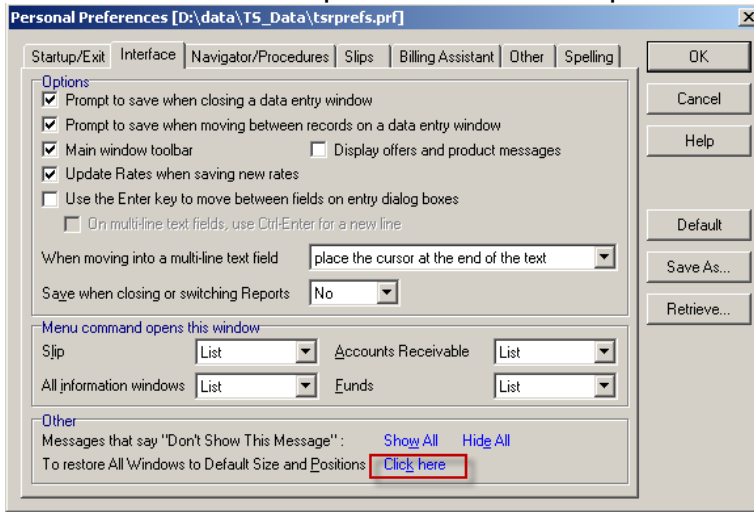 Personal Preferences [D:\data\TS_Data\tsrprefs.prf]
Startup/Exit Interface Navigator/Procedures Slips Billing Assistant Other Spelling
OK
Options
Prompt to save when closing a data entry window
Cancel
Prompt to save when moving between records on a data entry window
Main window toolbar Display offers and product messages
Help
Update Rates when saving new rates
Use the Enter key to move between fields on entry dialog boxes
On multi-line text fields, use Ctrl-Enter for a new line
Default
When moving into a multi-line text field place the cursor at the end of the text
Save As...
Save when closing or switching Reports No
Retrieve...
Menu command opens this window
Slip List Accounts Receivable List
All information windows List Funds List
Other
Messages that say "Don't Show This Message" : Show All Hide All
To restore All Windows to Default Size and Positions Click here